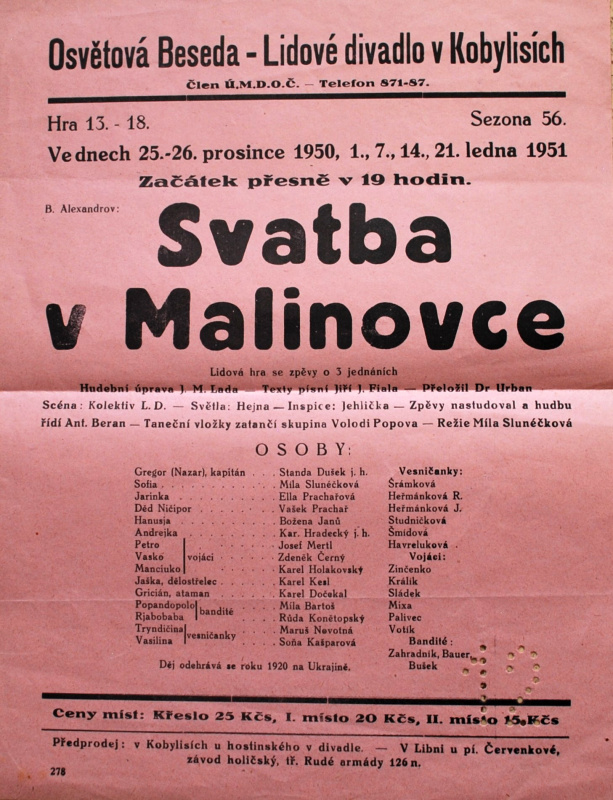 Osvětová Beseda - Lidové divadlo v Kobylisích
Člen Ú.M.D.O.Č. — Telefon 871-87.
Hra 13. - 18. Sezona 56.
Ve dnech 25.-26. prosince 1950, 1., 7., 14., 21. ledna 1951
Začátek přesně v 19 hodin.
B. Alexandrov:
Svatba
v Malinovce
Lidová hra se zpěvy o 3 jednáních
Hudební úprava J. M. Lada — Texty písní Jiří J. Fiala — Přeložil Dr Urban
Scéna: Kolektiv L. D. — Světla: Hejna — Inspice: Jehlička — Zpěvy nastudoval a hudbu
řídí Ant. Beran — Taneční vložky zatančí skupina Volodi Popova — Režie Míla Slunéčková
OSOBY:
Gregor (Nazar), kapitán . . . Standa Dušek j. h.
Sofia . . . . . . . . . . . . Míla Slunéčková
Jarinka . . . . . . . . . . . Ella Prachařová
Děd Ničipor . . . . . . . . . Vašek Prachař
Hanusja . . . . . . . . . . . Božena Janů
Andrejka . . . . . . . . . . Kar. Hradecký j. h.
Petro . . . . . . . Josef Mertl
Vasko vojáci . . . . . . . Zdeněk Černý
Manciuko . . . . . . . Karel Holakovský
Jaška, dělostřelec . . . . . . Karel Kesl
Gricián, ataman . . . . . . . Karel Dočekal
Popandopolo . . . . . . Míla Bartoš
Rjabobaba bandité . . . . . . Růda Konětopský
Tryndičina . . . . . Maruš Novotná
Vasilina vesničanky . . . . . Soňa Kašparová
Vesničanky:
Šrámková
Heřmánková R.
Heřmánková J.
Studničková
Šmídová
Havreluková .
Vojáci:
Zinčenko
Králík
Sládek
Mixa
Palivec
Votík
Bandité :
Zahradník, Bauer,
Bušek
Děj odehrává se roku 1920 na Ukrajině.
Ceny míst: Křeslo 25 Kčs, I. místo 20 Kčs, II. místo 15 Kčs
Předprodej : v Kobylisích u hostinského v divadle. — V Libni u pí. Červenkové,
závod holičský, tř. Rudé armády 126 n.
278